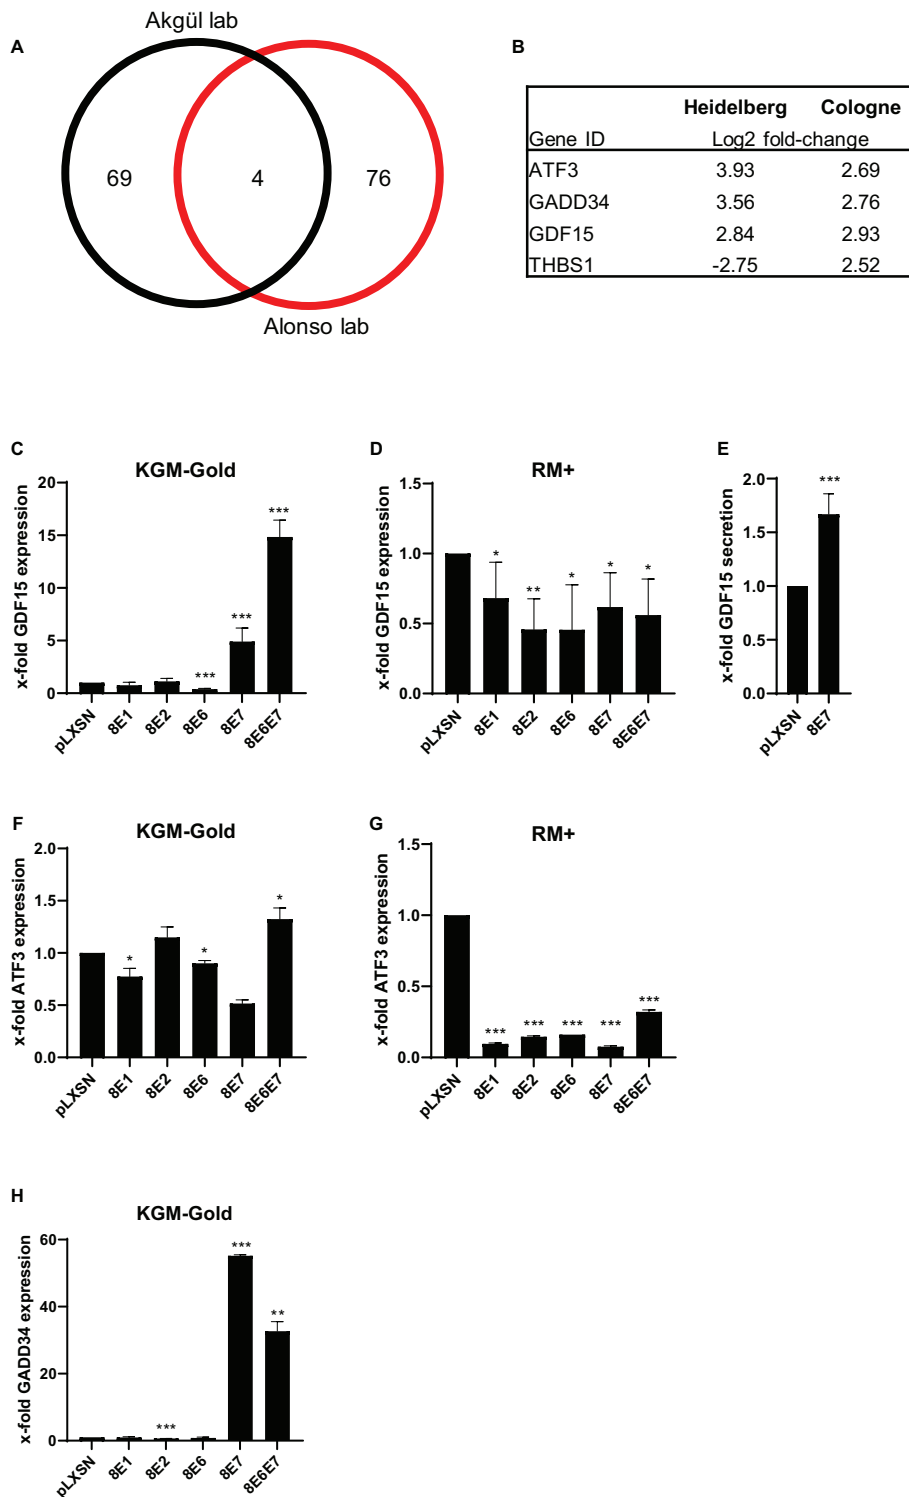 Akgül lab
A
69
4
76
Alonso lab
B
Heidelberg Cologne
Gene ID Log2 fold-change
ATF3 3.93 2.69
GADD34 3.56 2.76
GDF15 2.84 2.93
THBS1 -2.75 2.52
C
KGM-Gold
x-fold GDF15 expression
20
15
10
5
0
***
***
***
pLXSN 8E1 8E2 8E6 8E7 8E6E7
D
RM+
x-fold GDF15 expression
1.5
1.0
0.5
0.0
*
**
*
*
*
pLXSN 8E1 8E2 8E6 8E7 8E6E7
E
x-fold GDF15 secretion
2.0
1.5
1.0
0.5
0.0
***
pLXSN 8E7
F
KGM-Gold
x-fold ATF3 expression
2.0
1.5
1.0
0.5
0.0
*
*
*
pLXSN 8E1 8E2 8E6 8E7 8E6E7
G
RM+
x-fold ATF3 expression
1.5
1.0
0.5
0.0
***
***
***
***
***
pLXSN 8E1 8E2 8E6 8E7 8E6E7
H
KGM-Gold
x-fold GADD34 expression
60
40
20
0
***
***
**
pLXSN 8E1 8E2 8E6 8E7 8E6E7